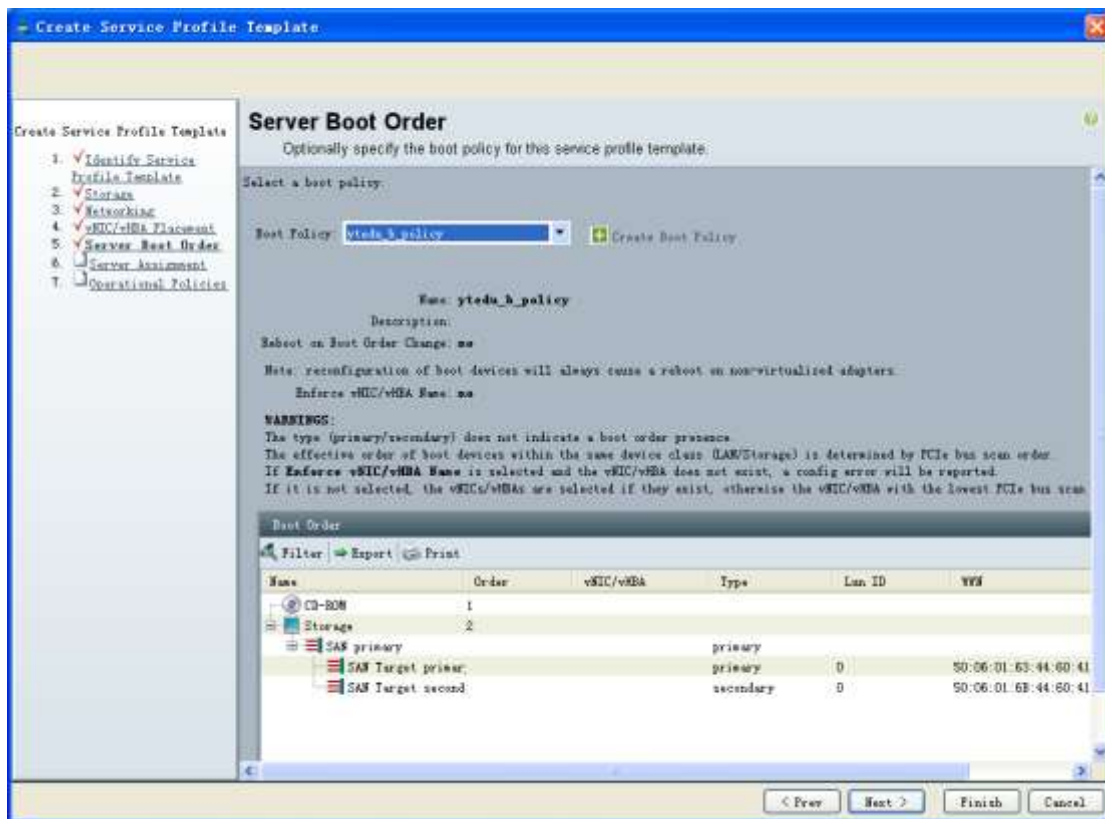 Create Service Profile Template
Create Service Profile Template
1. Identify Service
Profile Template
2. Storage
3. Networking
4. vNIC/vHBA Placement
5. Server Boot Order
6. Server Assignment
7. Operational Policies
Server Boot Order
Optionally specify the boot policy for this service profile template.
Select a boot policy.
Boot Policy: ytedu_b_policy
Create Boot Policy
Name: ytedu_b_policy
Description:
Reboot on Boot Order Change: no
Note: reconfiguration of boot devices will always cause a reboot on non-virtualized adapters.
Enforce vNIC/vHBA Name: no
WARNINGS:
The type (primary/secondary) does not indicate a boot order presence.
The effective order of boot devices within the same device class (LAN/Storage) is determined by PCIe bus scan order.
If Enforce vNIC/vHBA Name is selected and the vNIC/vHBA does not exist, a config error will be reported.
If it is not selected, the vNICs/vHBAs are selected if they exist, otherwise the vNIC/vHBA with the lowest PCIe bus scan
Boot Order
Filter Export Print
Name Order vNIC/vHBA Type Lun ID WWN
CD-ROM 1
Storage 2
SAN primary primary
SAN Target primar primary 0 50:06:01:63:44:60:41
SAN Target second secondary 0 50:06:01:6B:44:60:41
< Prev Next > Finish Cancel